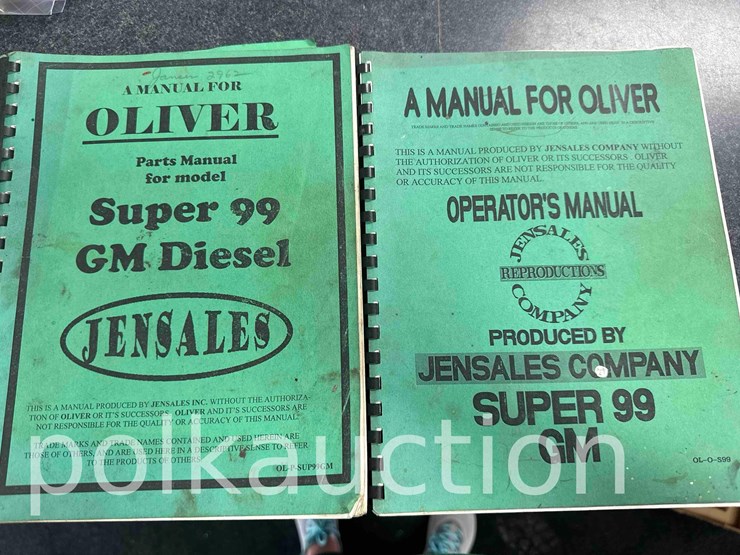 Jansen 2962
A MANUAL FOR
OLIVER
Parts Manual
for model
Super 99
GM Diesel
JENSALES
THIS IS A MANUAL PRODUCED BY JENSALES INC. WITHOUT THE AUTHORIZA-
TION OF OLIVER OR IT'S SUCCESSORS. OLIVER AND IT'S SUCCESSORS ARE
NOT RESPONSIBLE FOR THE QUALITY OR ACCURACY OF THIS MANUAL.
TRADE MARKS AND TRADE NAMES CONTAINED AND USED HEREIN ARE
THOSE OF OTHERS, AND ARE USED HERE IN A DESCRIPTIVE SENSE TO REFER
TO THE PRODUCTS OF OTHERS.
OL-P-SUP99GM
A MANUAL FOR OLIVER
THIS IS A MANUAL PRODUCED BY JENSALES COMPANY WITHOUT
THE AUTHORIZATION OF OLIVER OR ITS SUCCESSORS. OLIVER
AND ITS SUCCESSORS ARE NOT RESPONSIBLE FOR THE QUALITY
OR ACCURACY OF THIS MANUAL.
OPERATOR'S MANUAL
JENSALES
REPRODUCTIONS
COMPANY
PRODUCED BY
JENSALES COMPANY
SUPER 99
GM
OL-O-S99
polkauction